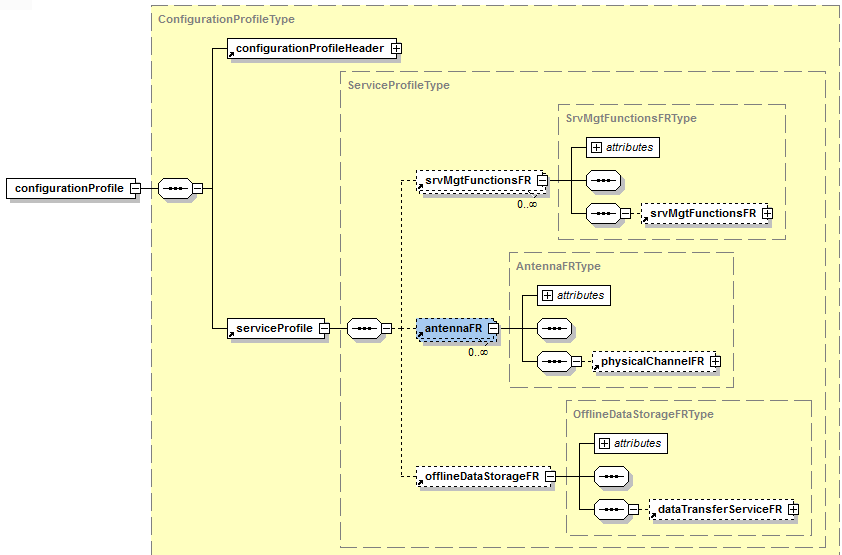 ConfigurationProfileType
configurationProfileHeader
ServiceProfileType
SrvMgtFunctionsFRType
attributes
configurationProfile
srvMgtFunctionsFR
0..∞
srvMgtFunctionsFR
AntennaFRType
attributes
serviceProfile
antennaFR
0..∞
physicalChannelFR
OfflineDataStorageFRType
attributes
offlineDataStorageFR
dataTransferServiceFR